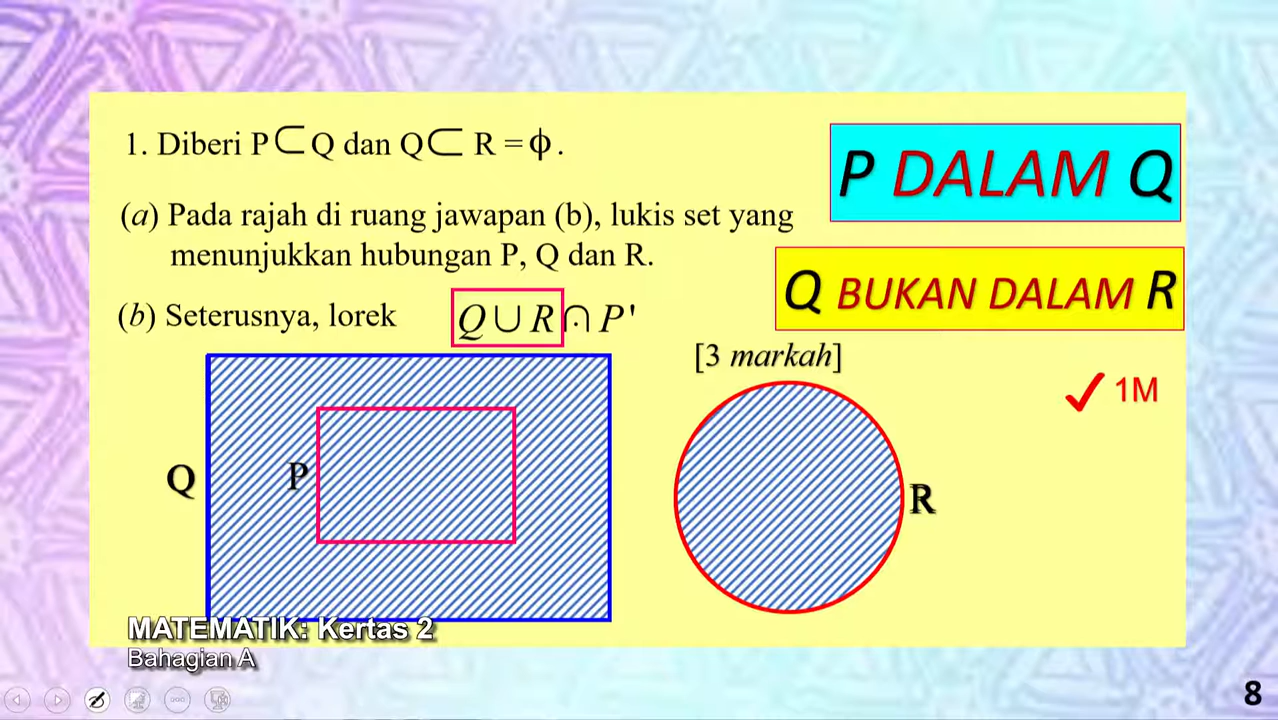 1. Diberi P⊂Q dan Q⊂ R = ϕ.
P DALAM Q
(a) Pada rajah di ruang jawapan (b), lukis set yang
menunjukkan hubungan P, Q dan R.
Q BUKAN DALAM R
(b) Seterusnya, lorek Q ∪ R ∩ P'.
[3 markah]
✓ 1M
Q
P
R
MATEMATIK: Kertas 2
Bahagian A
8